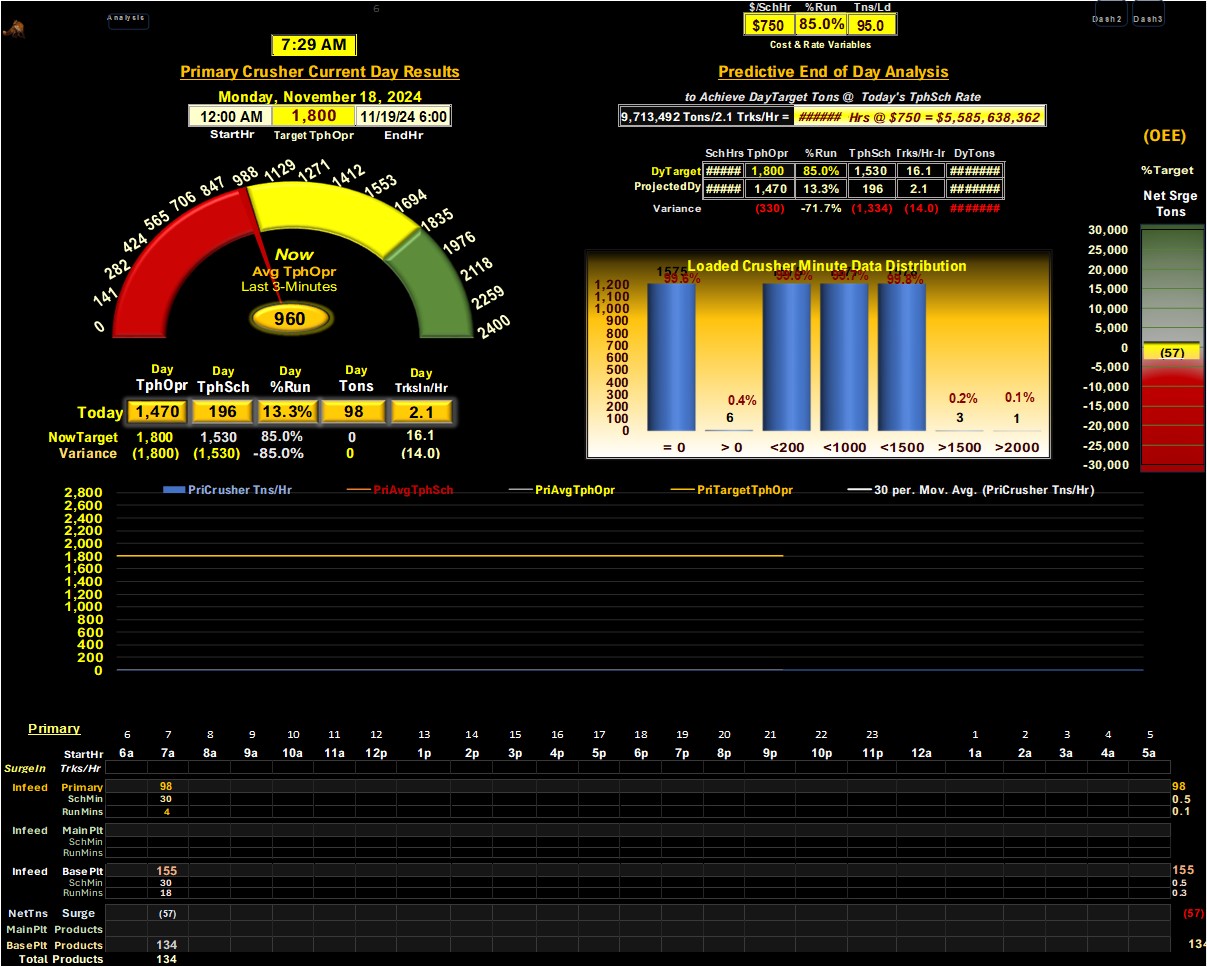 6
Analysis
$/SchHr %Run Tns/Ld
$750 85.0% 95.0
Cost & Rate Variables
Dash2 Dash3
7:29 AM
Primary Crusher Current Day Results
Monday, November 18, 2024
12:00 AM 1,800 11/19/24 6:00
StartHr Target TphOpr EndHr
Predictive End of Day Analysis
to Achieve DayTarget Tons @ Today's TphSch Rate
9,713,492 Tons/2.1 Trks/Hr = ###### Hrs @ $750 = $5,585,638,362
SchHrs TphOpr %Run TphSch Trks/Hr-Ir DyTons
DyTarget ##### 1,800 85.0% 1,530 16.1 #######
ProjectedDy ##### 1,470 13.3% 196 2.1 #######
Variance (330) -71.7% (1,334) (14.0) #######
(OEE)
%Target
Net Srge
Tons
30,000
25,000
20,000
15,000
10,000
5,000
0
-5,000
-10,000
-15,000
-20,000
-25,000
-30,000
(57)
0 141 282 424 565 706 847 988 1129 1271 1412 1553 1694 1835 1976 2118 2259 2400
Now
Avg TphOpr
Last 3-Minutes
960
Day Day Day Day Day
TphOpr TphSch %Run Tons TrksIn/Hr
Today 1,470 196 13.3% 98 2.1
NowTarget 1,800 1,530 85.0% 0 16.1
Variance (1,800) (1,530) -85.0% 0 (14.0)
Loaded Crusher Minute Data Distribution
1575
99.6% 99.7% 99.8%
1,200
1,100
1,000
900
800
700
600
500
400
300
200
100
0
0.4% 0.2% 0.1%
6 3 1
= 0 > 0 <200 <1000 <1500 >1500 >2000
PriCrusher Tns/Hr PriAvgTphSch PriAvgTphOpr PriTargetTphOpr 30 per. Mov. Avg. (PriCrusher Tns/Hr)
2,800
2,600
2,400
2,200
2,000
1,800
1,600
1,400
1,200
1,000
800
600
400
200
0
Primary 6 7 8 9 10 11 12 13 14 15 16 17 18 19 20 21 22 23 1 2 3 4 5
StartHr 6a 7a 8a 9a 10a 11a 12p 1p 2p 3p 4p 5p 6p 7p 8p 9p 10p 11p 12a 1a 2a 3a 4a 5a
SurgeIn Trks/Hr
Infeed Primary 98 98
SchMin 30 0.5
RunMins 4 0.1
Infeed Main Plt
SchMin
RunMins
Infeed Base Plt 155 155
SchMin 30 0.5
RunMins 18 0.3
NetTns Surge (57) (57)
MainPlt Products
BasePlt Products 134 134
Total Products 134